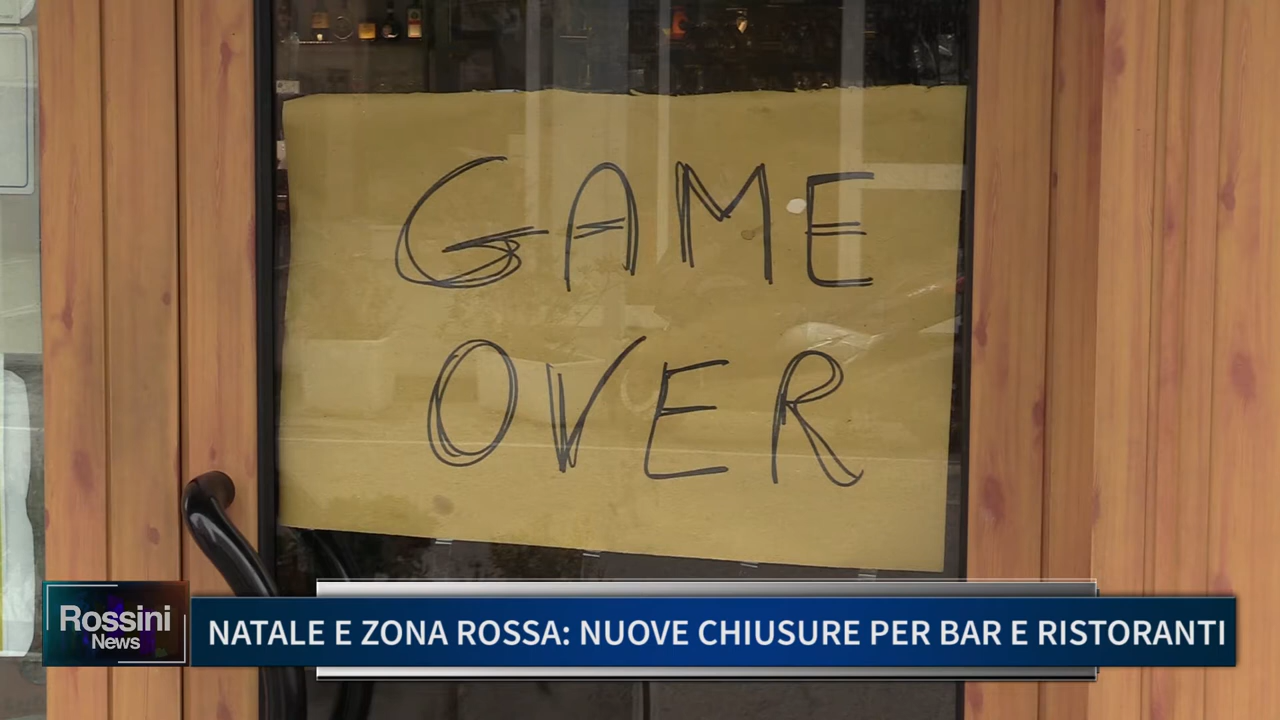 GAME
OVER
Rossini
News
NATALE E ZONA ROSSA: NUOVE CHIUSURE PER BAR E RISTORANTI